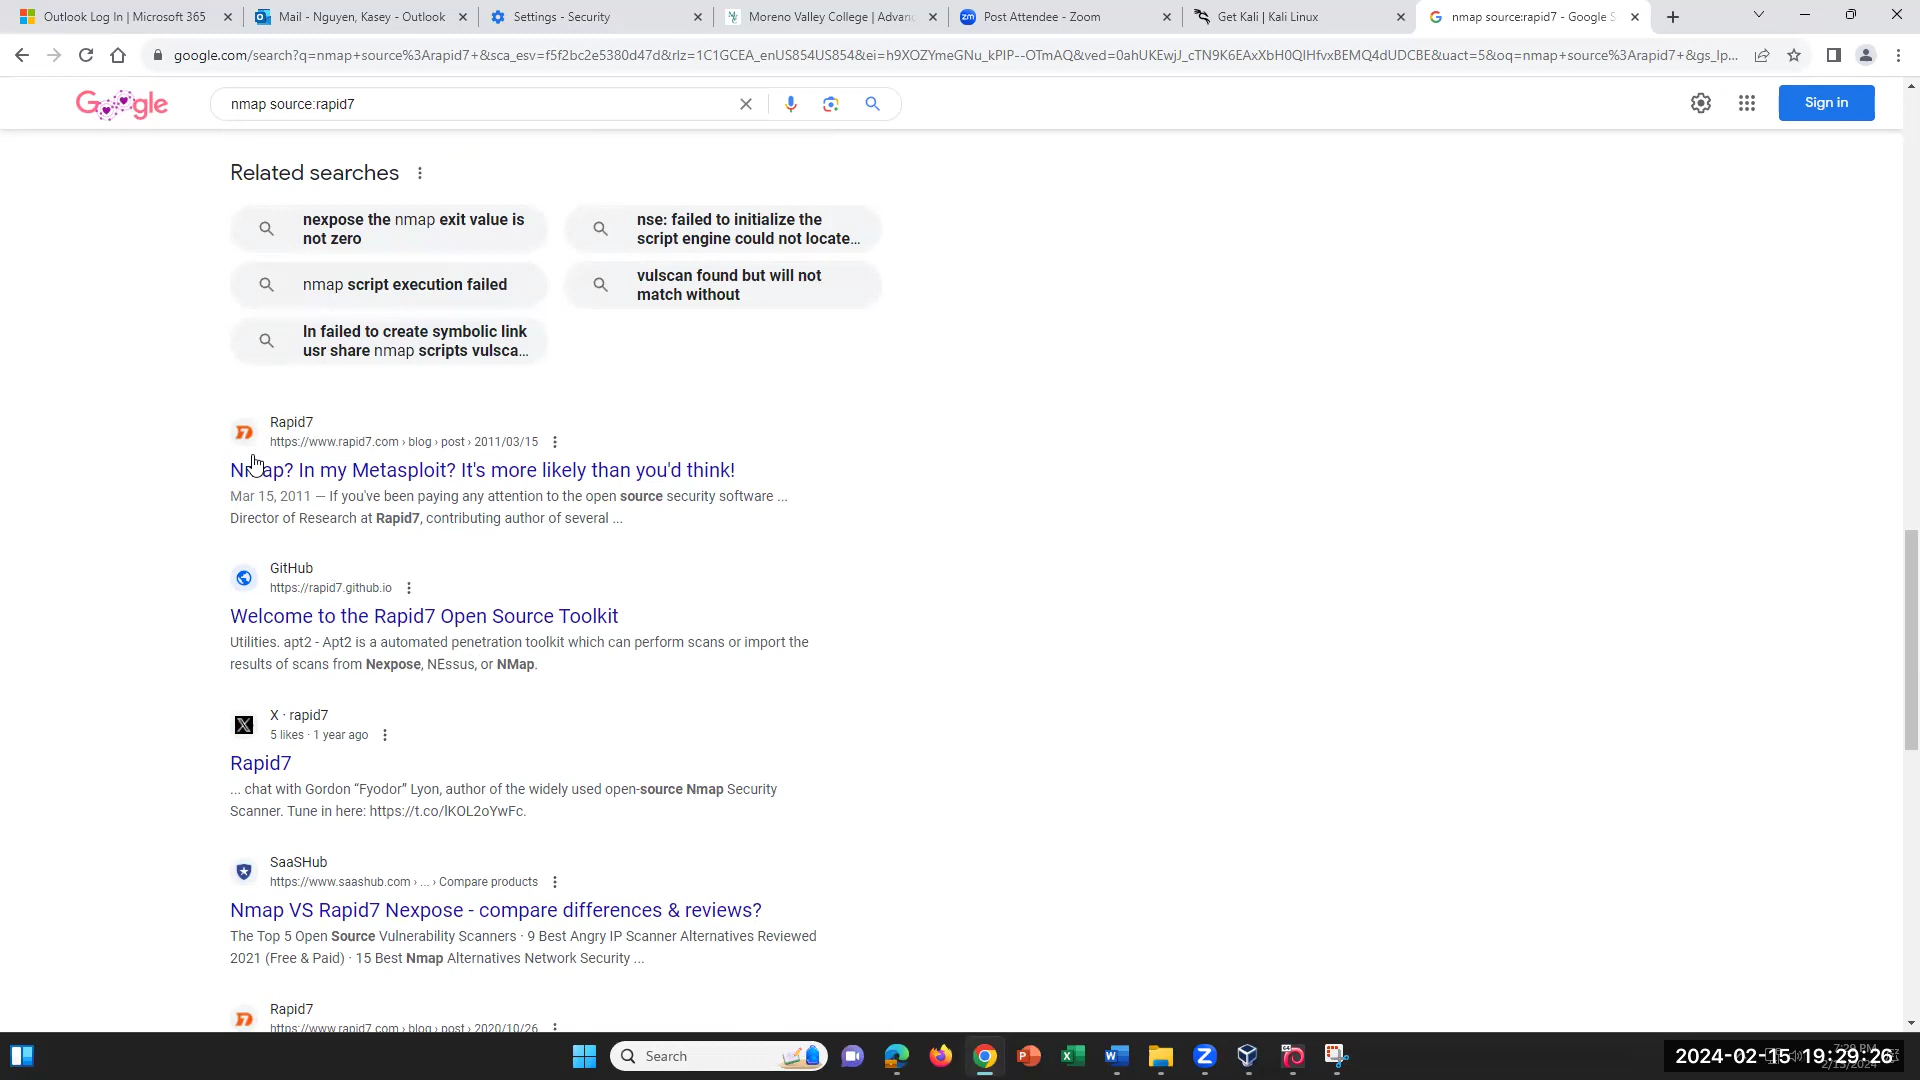 Outlook Log In | Microsoft 365
Mail - Nguyen, Kasey - Outlook
Settings - Security
Moreno Valley College | Advanc
Post Attendee - Zoom
Get Kali | Kali Linux
nmap source:rapid7 - Google S
google.com/search?q=nmap+source%3Arapid7+&sca_esv=f5f2bc2e5380d47d&rlz=1C1GCEA_enUS854US854&ei=h9XOZYmeGNu_kPIP--OTmAQ&ved=0ahUKEwjJ_cTN9K6EAxXbH0QIHfvxBEMQ4dUDCBE&uact=5&oq=nmap+source%3Arapid7+&gs_lp...
Google
nmap source:rapid7
Sign in
Related searches
nexpose the nmap exit value is
not zero
nse: failed to initialize the
script engine could not locate...
nmap script execution failed
vulscan found but will not
match without
ln failed to create symbolic link
usr share nmap scripts vulsca...
Rapid7
https://www.rapid7.com › blog › post › 2011/03/15
Nmap? In my Metasploit? It's more likely than you'd think!
Mar 15, 2011 — If you've been paying any attention to the open source security software ...
Director of Research at Rapid7, contributing author of several ...
GitHub
https://rapid7.github.io
Welcome to the Rapid7 Open Source Toolkit
Utilities. apt2 - Apt2 is a automated penetration toolkit which can perform scans or import the
results of scans from Nexpose, NEssus, or NMap.
X · rapid7
5 likes · 1 year ago
Rapid7
... chat with Gordon “Fyodor” Lyon, author of the widely used open-source Nmap Security
Scanner. Tune in here: https://t.co/lKOL2oYwFc.
SaaSHub
https://www.saashub.com › ... › Compare products
Nmap VS Rapid7 Nexpose - compare differences & reviews?
The Top 5 Open Source Vulnerability Scanners · 9 Best Angry IP Scanner Alternatives Reviewed
2021 (Free & Paid) · 15 Best Nmap Alternatives Network Security ...
Rapid7
https://www.rapid7.com › blog › post › 2020/10/26
Search
2024-02-15 19:29:26